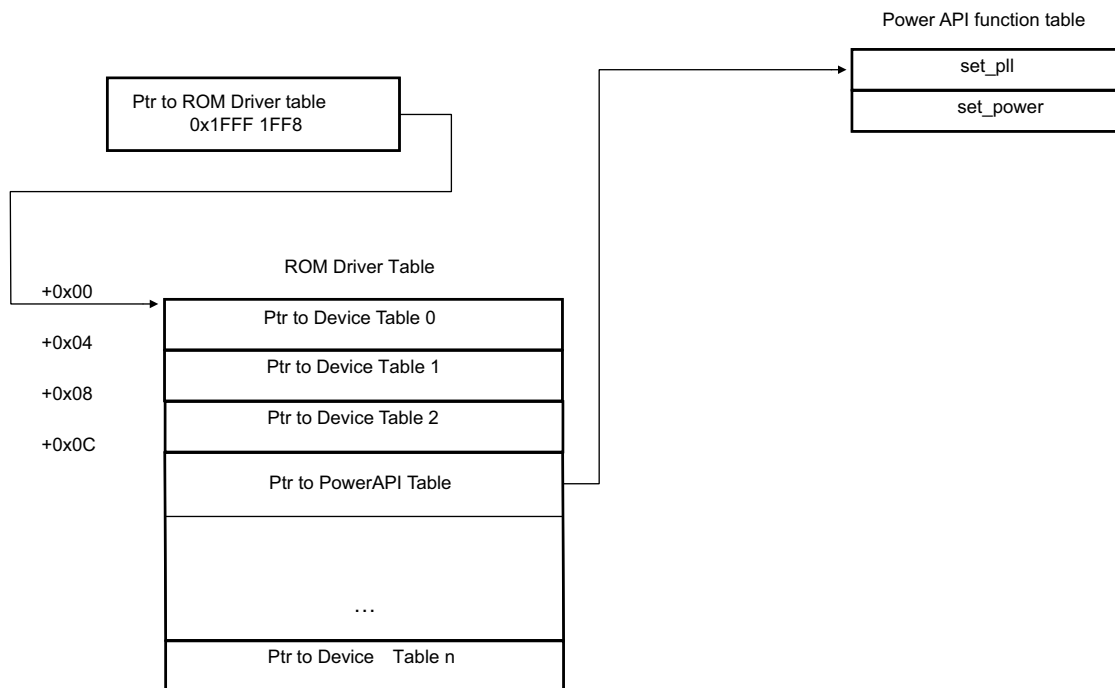 Power API function table
set_pll
set_power
Ptr to ROM Driver table
0x1FFF 1FF8
ROM Driver Table
+0x00
Ptr to Device Table 0
+0x04
Ptr to Device Table 1
+0x08
Ptr to Device Table 2
+0x0C
Ptr to PowerAPI Table
…
Ptr to Device Table n